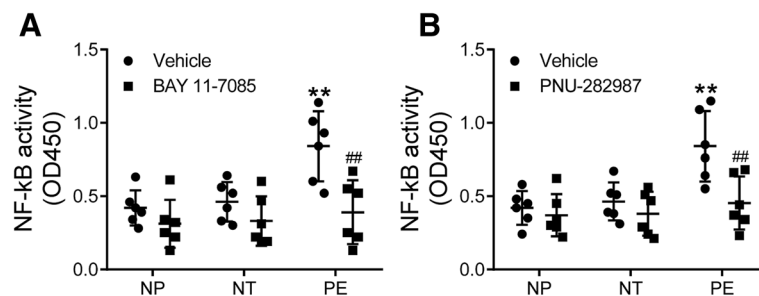 A
NF-kB activity
(OD450)
1.5
1.0
0.5
0.0
Vehicle
BAY 11-7085
**
##
NP
NT
PE
B
NF-kB activity
(OD450)
1.5
1.0
0.5
0.0
Vehicle
PNU-282987
**
##
NP
NT
PE